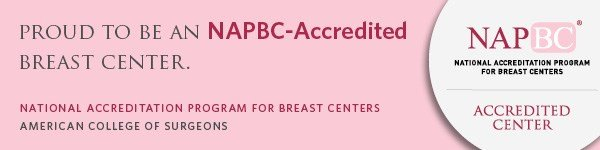 PROUD TO BE AN NAPBC-Accredited
BREAST CENTER.
NATIONAL ACCREDITATION PROGRAM FOR BREAST CENTERS
AMERICAN COLLEGE OF SURGEONS
NAPBC®
NATIONAL ACCREDITATION PROGRAM
FOR BREAST CENTERS
ACCREDITED
CENTER